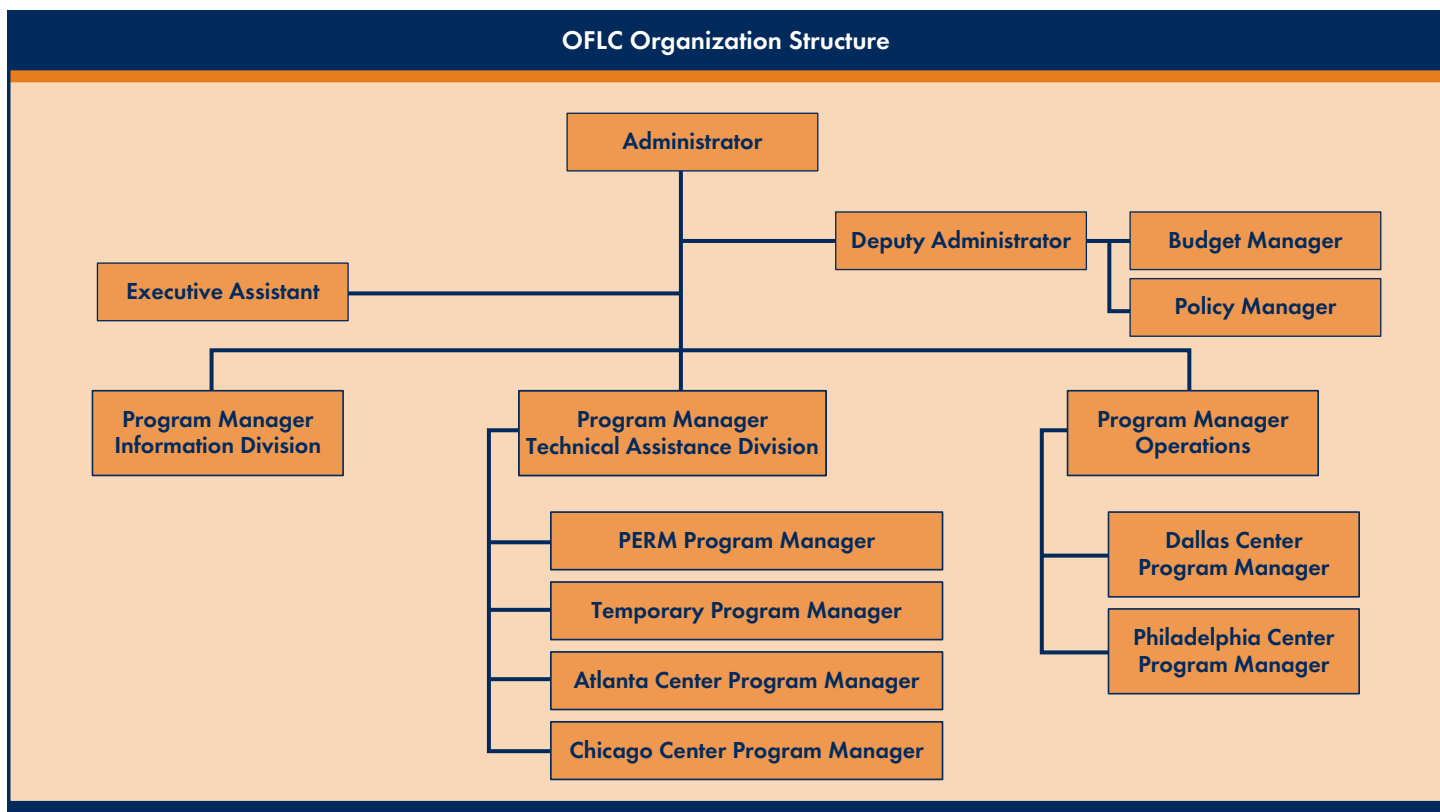 OFLC Organization Structure
Administrator
Deputy Administrator
Budget Manager
Executive Assistant
Policy Manager
Program Manager
Information Division
Program Manager
Technical Assistance Division
Program Manager
Operations
PERM Program Manager
Temporary Program Manager
Atlanta Center Program Manager
Chicago Center Program Manager
Dallas Center
Program Manager
Philadelphia Center
Program Manager